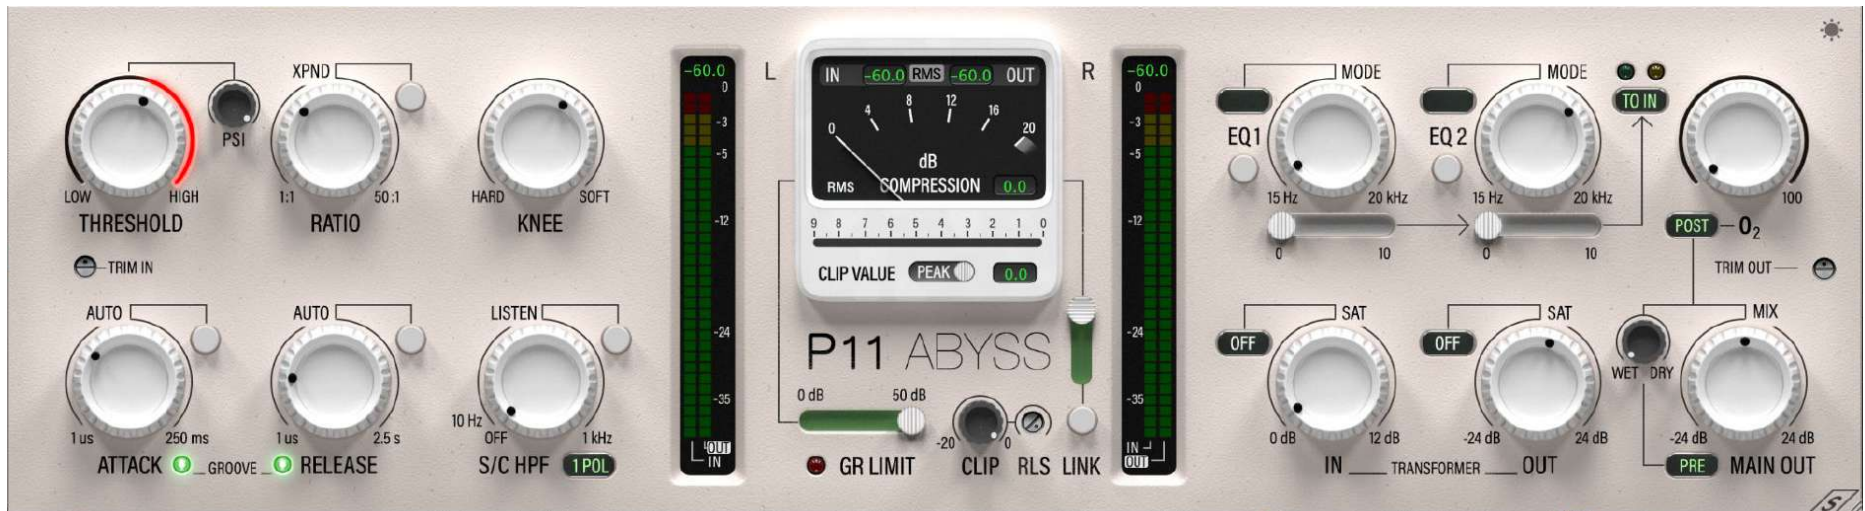 THRESHOLD
LOW
HIGH
PSI
XPND
1:1
50:1
RATIO
HARD
SOFT
KNEE
TRIM IN
AUTO
1 us
250 ms
ATTACK
GROOVE
AUTO
1 us
2.5 s
RELEASE
LISTEN
10 Hz
OFF
1 kHz
S/C HPF
1 POL
-60.0
0
-3
-5
-12
-24
-35
OUT
IN
L
IN -60.0 RMS -60.0 OUT
0 4 8 12 16 20
dB
RMS COMPRESSION 0.0
9 8 7 6 5 4 3 2 1 0
CLIP VALUE PEAK 0.0
P11 ABYSS
0 dB 50 dB
GR LIMIT
-20 0
CLIP RLS LINK
R
-60.0
0
-3
-5
-12
-24
-35
IN
OUT
MODE
EQ1
15 Hz 20 kHz
0 10
MODE
EQ 2
15 Hz 20 kHz
0 10
TO IN
100
POST O2
TRIM OUT
SAT
OFF
0 dB 12 dB
IN TRANSFORMER OUT
SAT
OFF
-24 dB 24 dB
WET DRY
MIX
-24 dB 24 dB
PRE MAIN OUT
S